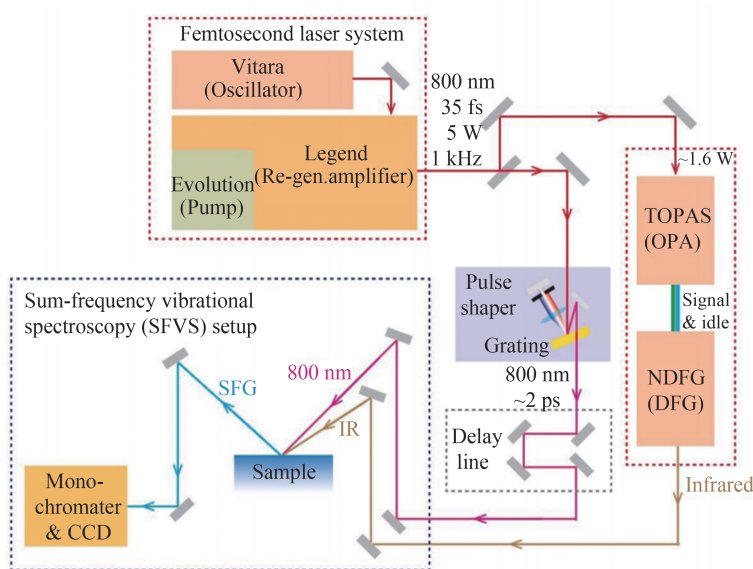 Femtosecond laser system
Vitara
(Oscillator)
Legend
(Re-gen.amplifier)
Evolution
(Pump)
800 nm
35 fs
5 W
1 kHz
~1.6 W
TOPAS
(OPA)
Signal
& idle
NDFG
(DFG)
Infrared
Pulse
shaper
Grating
800 nm
~2 ps
Delay
line
Sum-frequency vibrational
spectroscopy (SFVS) setup
800 nm
SFG
IR
Sample
Mono-
chromater
& CCD